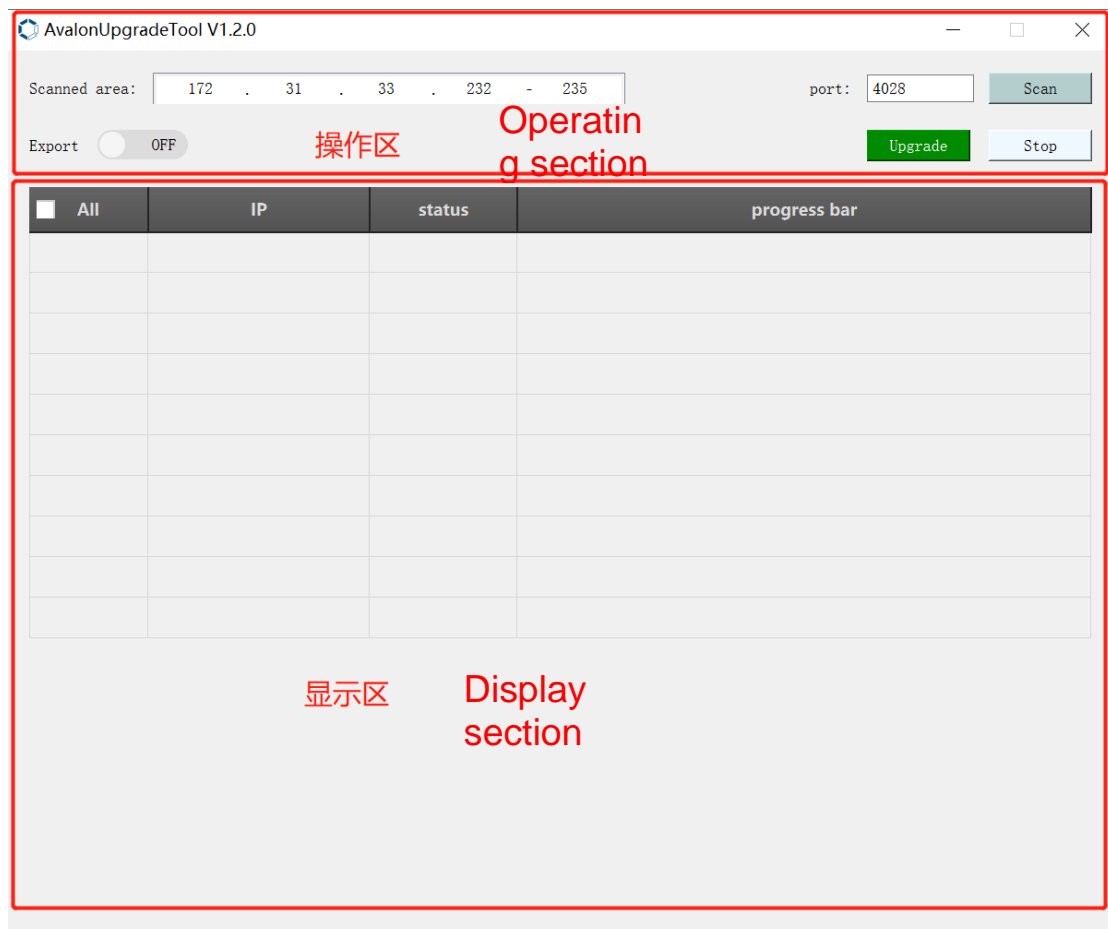 AvalonUpgradeTool V1.2.0
Scanned area: 172 . 31 . 33 . 232 - 235 port: 4028 Scan
Export OFF 操作区 Operatin
g section Upgrade Stop
All IP status progress bar
显示区 Display
section